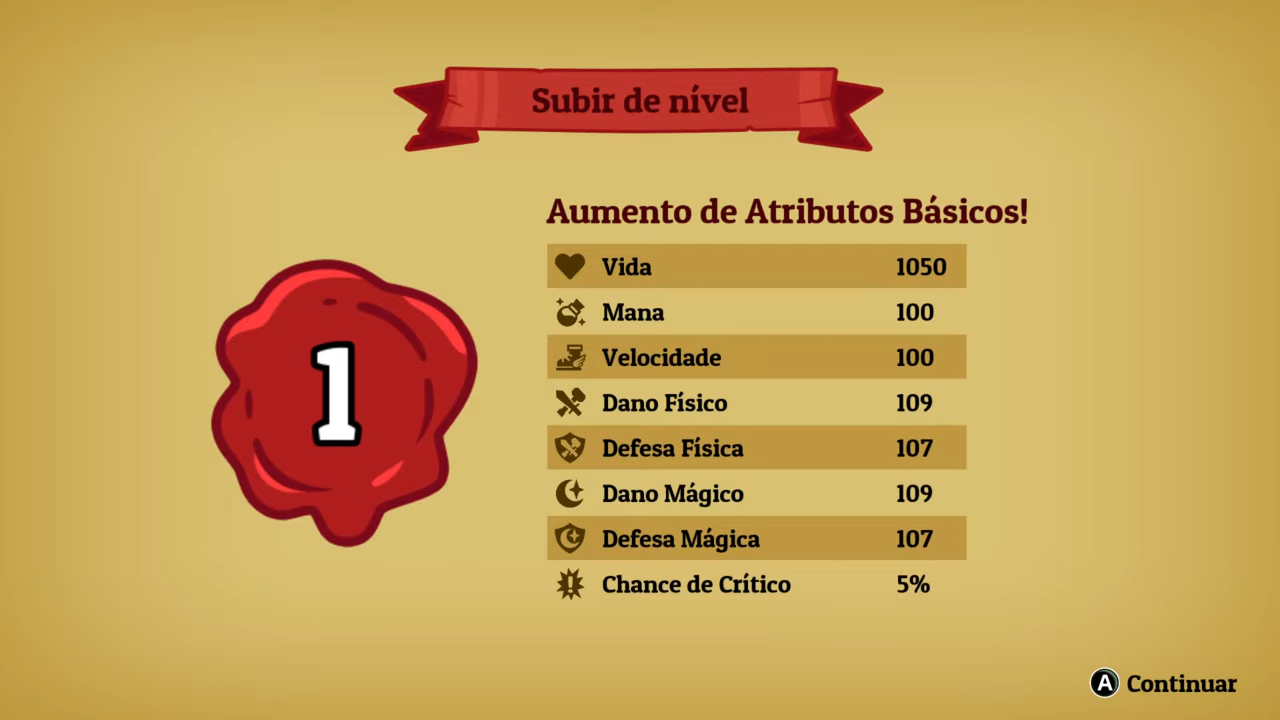 Subir de nível
Aumento de Atributos Básicos!
1
Vida 1050
Mana 100
Velocidade 100
Dano Físico 109
Defesa Física 107
Dano Mágico 109
Defesa Mágica 107
Chance de Crítico 5%
A Continuar